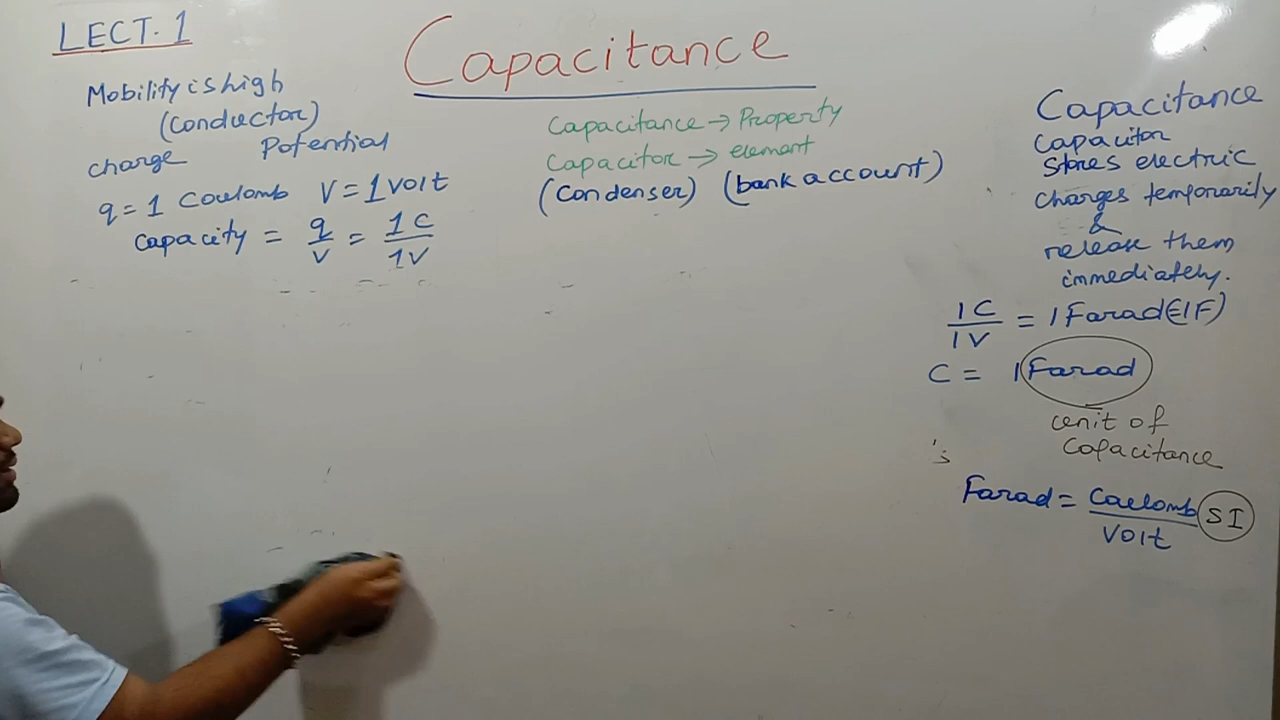 LECT. 1
Capacitance
Mobility is high
(conductor)
charge Potential
q = 1 Coulomb V = 1 volt
capacity = q/v = 1C/1V
Capacitance → Property
Capacitor → element
(condenser) (bank account)
Capacitance
capacitor
stores electric
charges temporarily
&
release them
immediately.
1C/1V = 1 Farad (1F)
C = 1 Farad
unit of
Capacitance
's
Farad = Coulomb/Volt SI